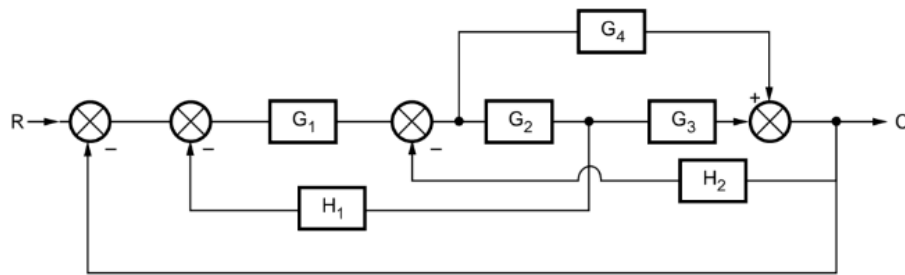 G₄
+
R G₁ G₂ G₃ C
− − −
H₂
H₁